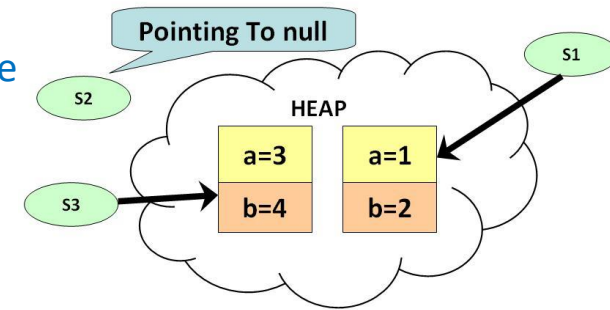 Pointing To null
S1
e
S2
HEAP
a=3
a=1
b=4
b=2
S3